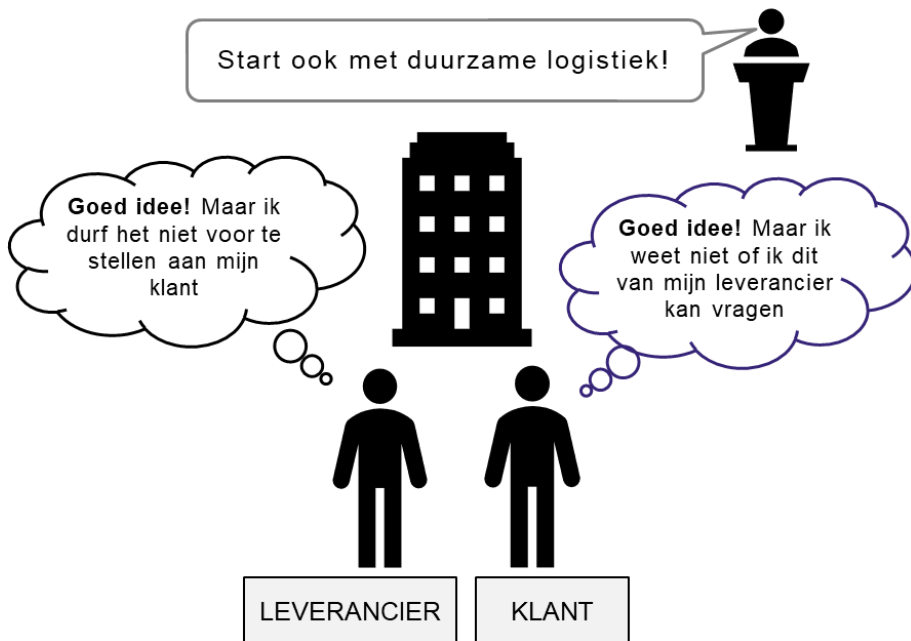 Start ook met duurzame logistiek!
Goed idee! Maar ik
durf het niet voor te
stellen aan mijn
klant
Goed idee! Maar ik
weet niet of ik dit
van mijn leverancier
kan vragen
LEVERANCIER
KLANT